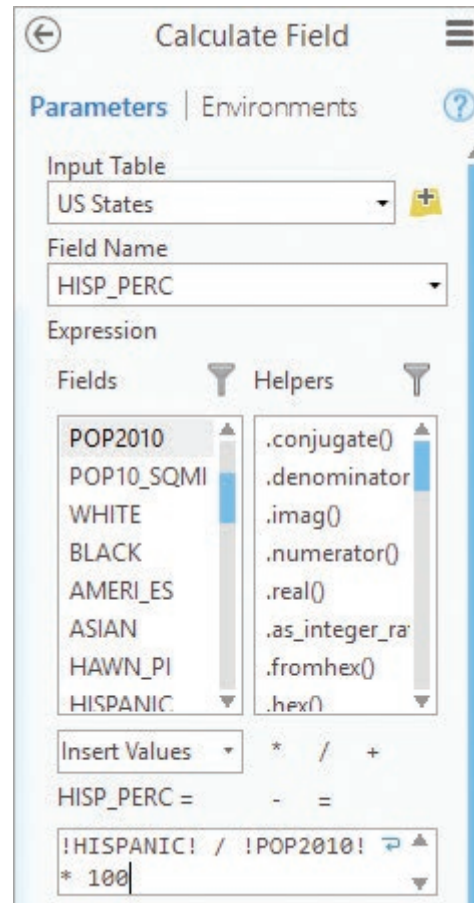 Calculate Field
Parameters | Environments
Input Table
US States
Field Name
HISP_PERC
Expression
Fields Helpers
POP2010 .conjugate()
POP10_SQMI .denominator
WHITE .imag()
BLACK .numerator()
AMERI_ES .real()
ASIAN .as_integer_ra
HAWN_PI .fromhex()
HISPANIC .hex()
Insert Values * / +
HISP_PERC = - =
!HISPANIC! / !POP2010!
* 100